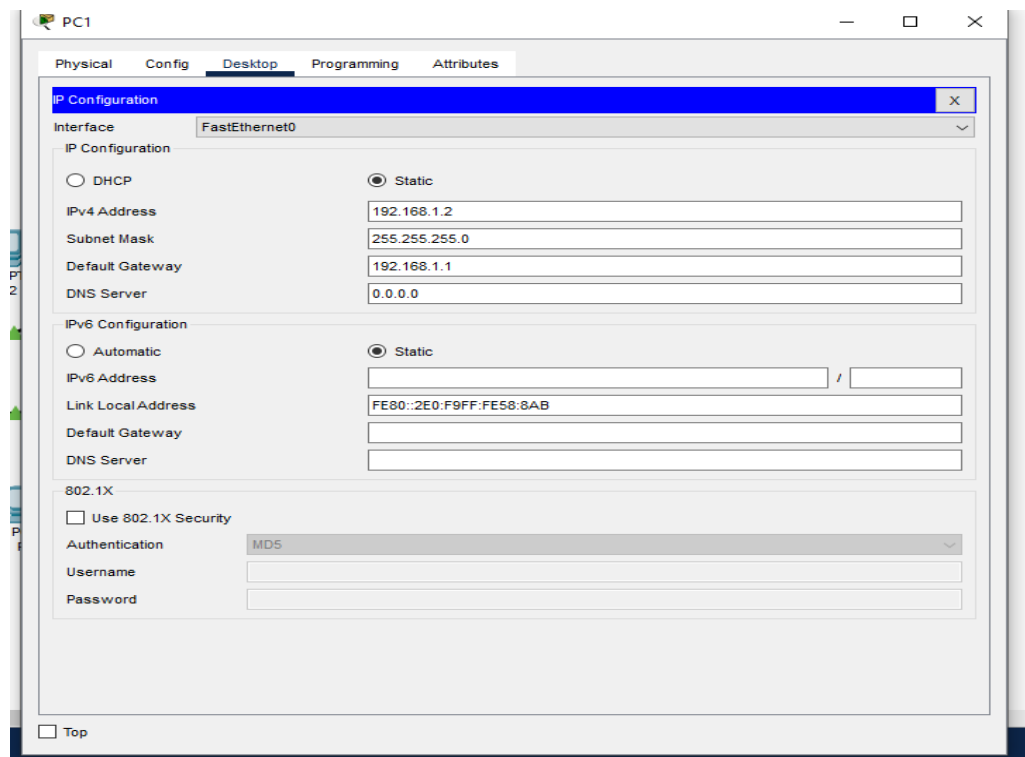 PC1
Physical Config Desktop Programming Attributes
IP Configuration X
Interface FastEthernet0
IP Configuration
DHCP Static
IPv4 Address 192.168.1.2
Subnet Mask 255.255.255.0
Default Gateway 192.168.1.1
DNS Server 0.0.0.0
IPv6 Configuration
Automatic Static
IPv6 Address /
Link Local Address FE80::2E0:F9FF:FE58:8AB
Default Gateway
DNS Server
802.1X
Use 802.1X Security
Authentication MD5
Username
Password
Top